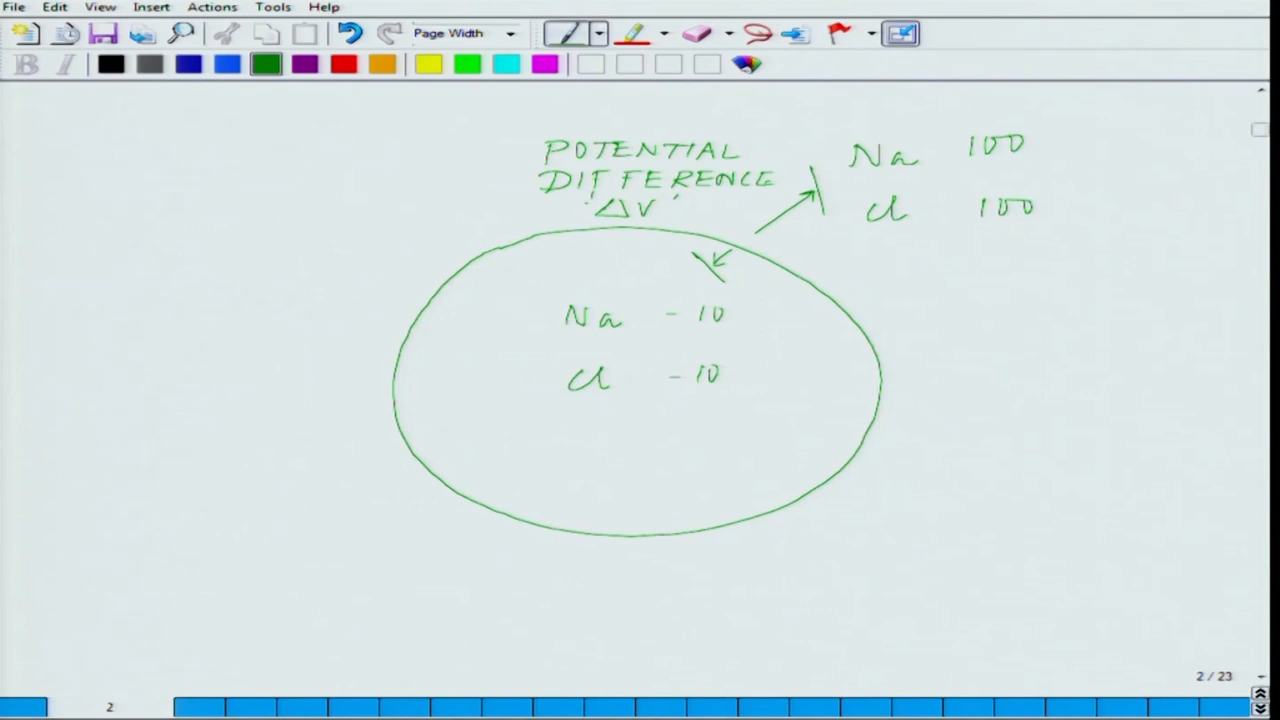 File Edit View Insert Actions Tools Help
Page Width
POTENTIAL
DIFFERENCE
ΔV
Na 100
Cl 100
Na - 10
Cl - 10
2 / 23
2